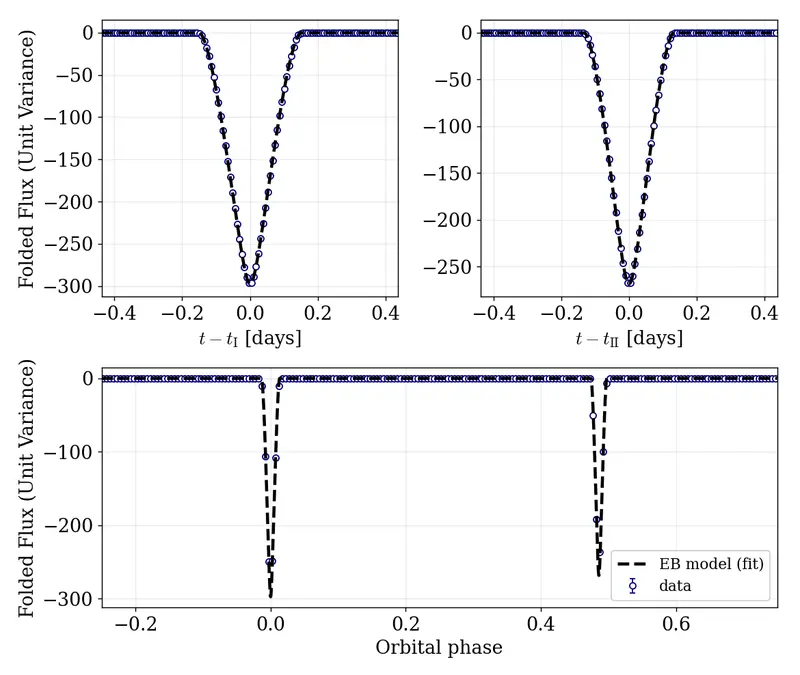 Folded Flux (Unit Variance)
0
−50
−100
−150
−200
−250
−300
−0.4 −0.2 0.0 0.2 0.4
t − tI [days]
0
−50
−100
−150
−200
−250
−0.4 −0.2 0.0 0.2 0.4
t − tII [days]
Folded Flux (Unit Variance)
0
−100
−200
−300
−0.2 0.0 0.2 0.4 0.6
Orbital phase
EB model (fit)
data